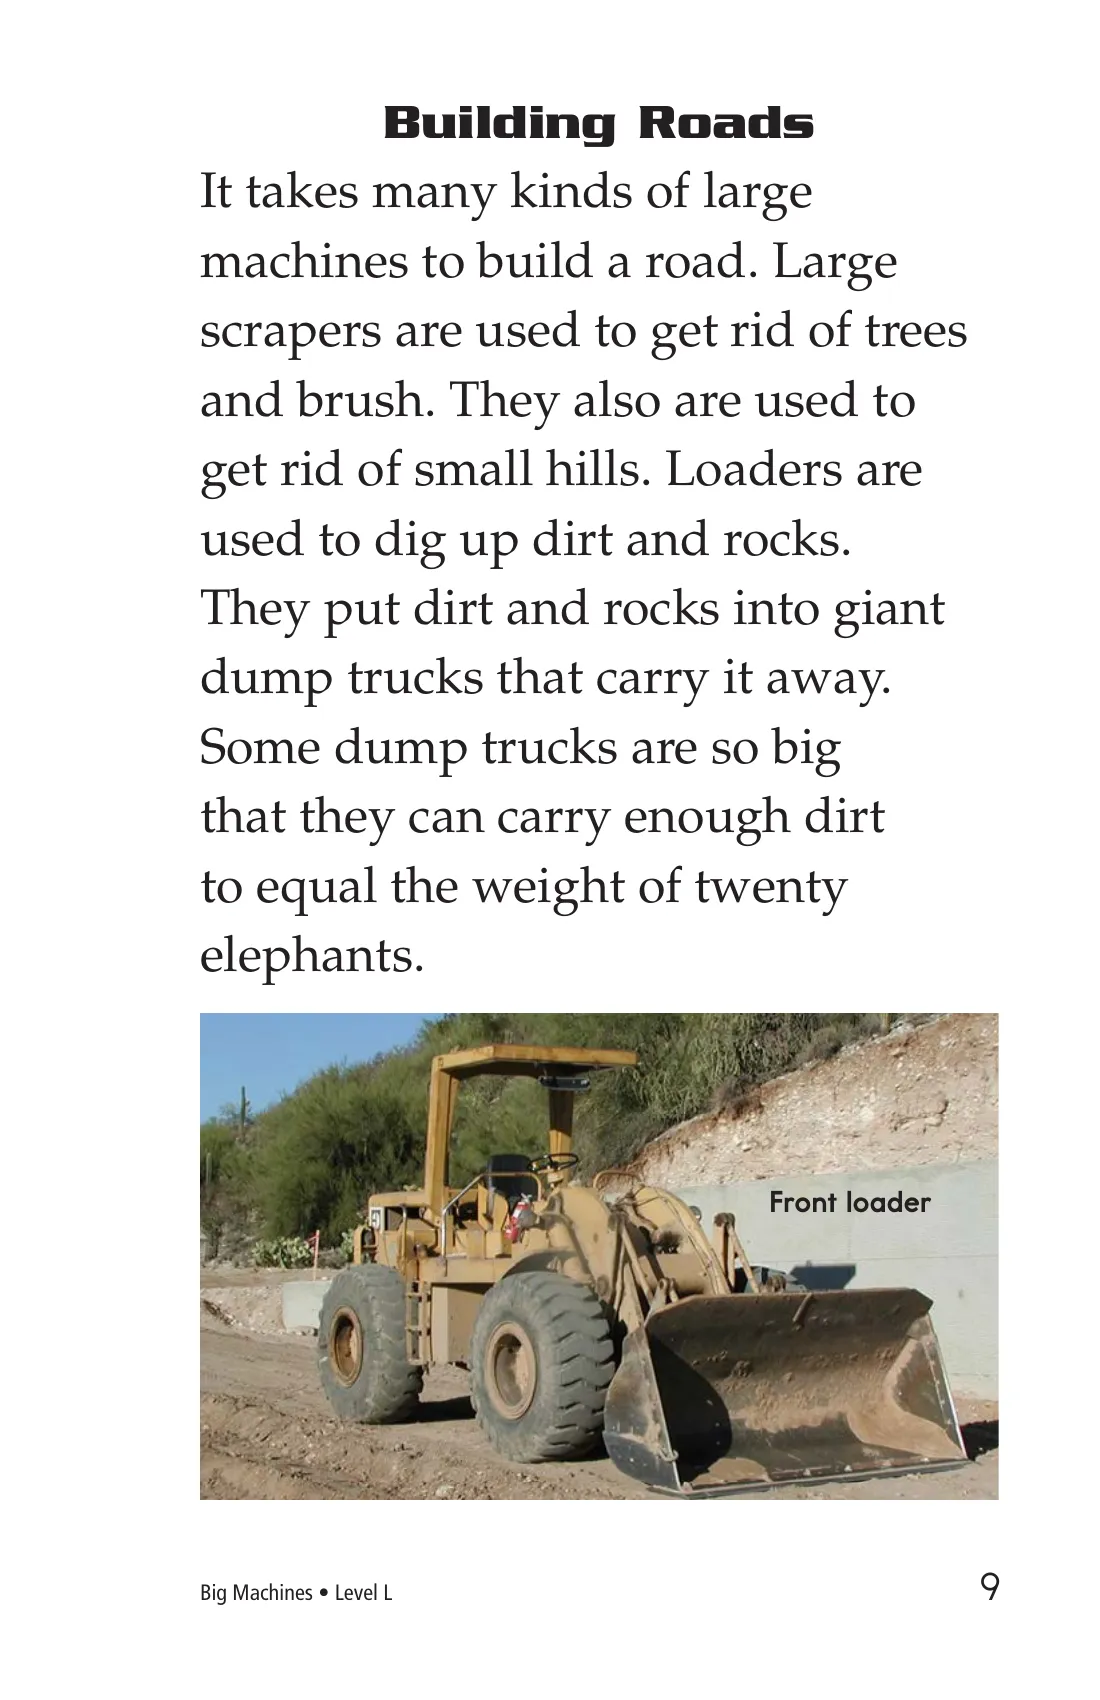 Building Roads
It takes many kinds of large
machines to build a road. Large
scrapers are used to get rid of trees
and brush. They also are used to
get rid of small hills. Loaders are
used to dig up dirt and rocks.
They put dirt and rocks into giant
dump trucks that carry it away.
Some dump trucks are so big
that they can carry enough dirt
to equal the weight of twenty
elephants.
Front loader
Big Machines • Level L 9